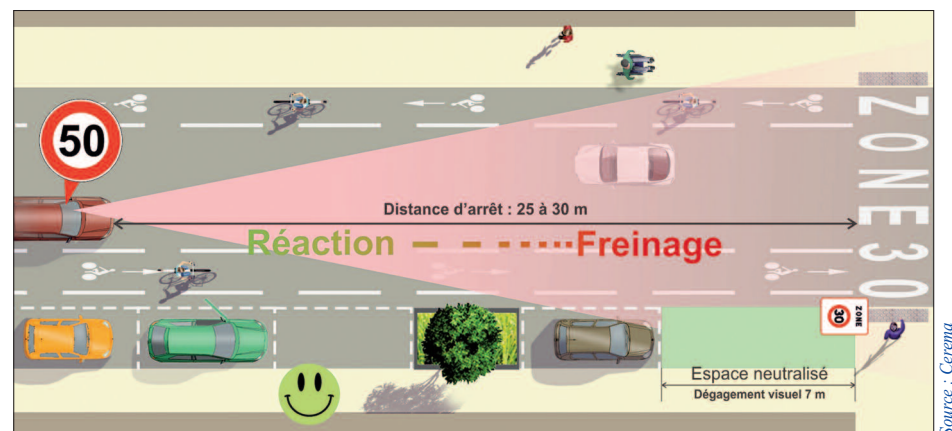 50
Distance d'arrêt : 25 à 30 m
Réaction
Freinage
ZONE 30
30 ZONE
Espace neutralisé
Dégagement visuel 7 m
Source : Cerema